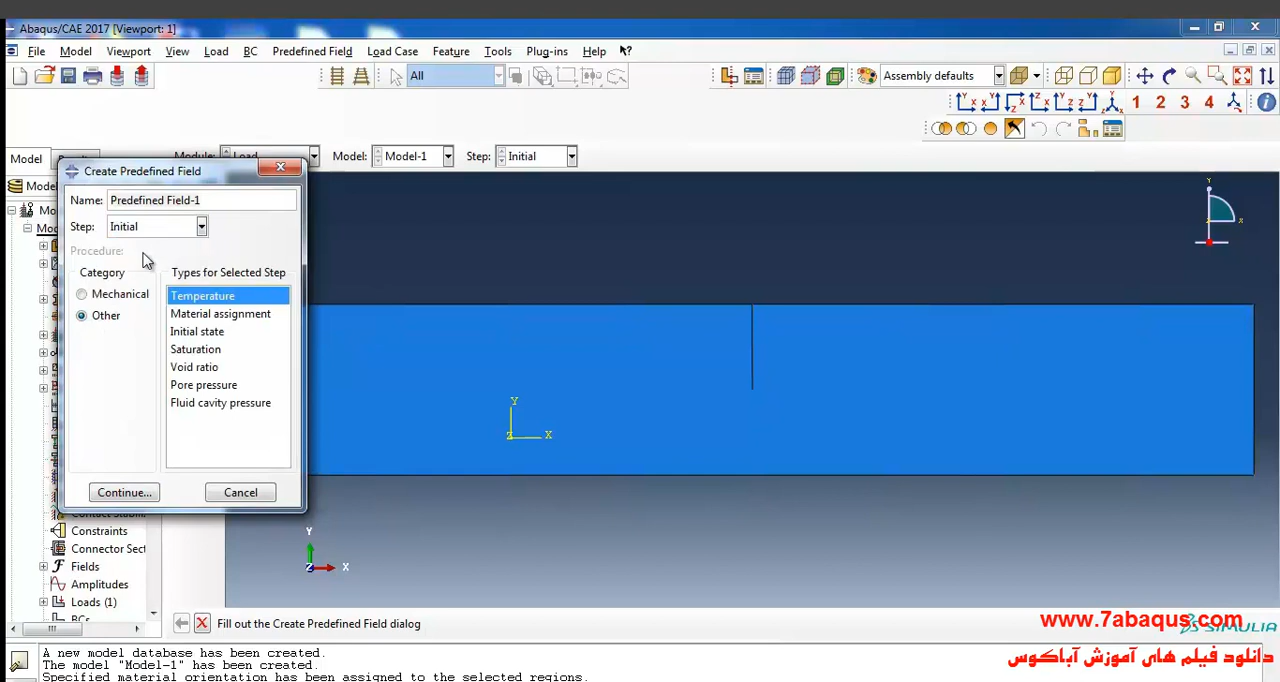 Abaqus/CAE 2017 [Viewport: 1]
File Model Viewport View Load BC Predefined Field Load Case Feature Tools Plug-ins Help
All Assembly defaults
1 2 3 4
Model Module: Load Model: Model-1 Step: Initial
Create Predefined Field
Name: Predefined Field-1
Step: Initial
Procedure:
Category Types for Selected Step
Mechanical
Other
Temperature
Material assignment
Initial state
Saturation
Void ratio
Pore pressure
Fluid cavity pressure
Continue... Cancel
Y
X
Y
X
Z
Y
X
Z
Constraints
Connector Sect
Fields
Amplitudes
Loads (1)
BCs
Fill out the Create Predefined Field dialog
www.7abaqus.com
SIMULIA
دانلود فیلم های آموزش آباکوس
A new model database has been created.
The model "Model-1" has been created.
Specified material orientation has been assigned to the selected regions.